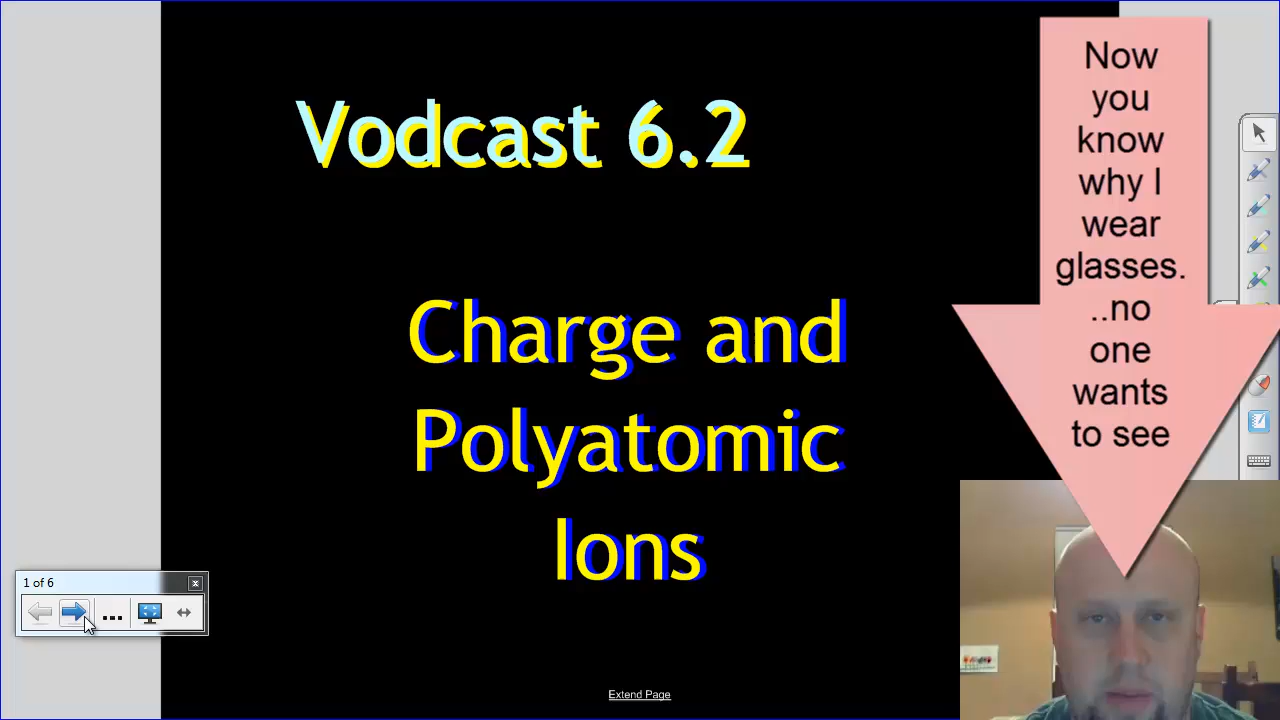 Vodcast 6.2
Charge and
Polyatomic
Ions
Now
you
know
why I
wear
glasses.
..no
one
wants
to see
1 of 6
Extend Page